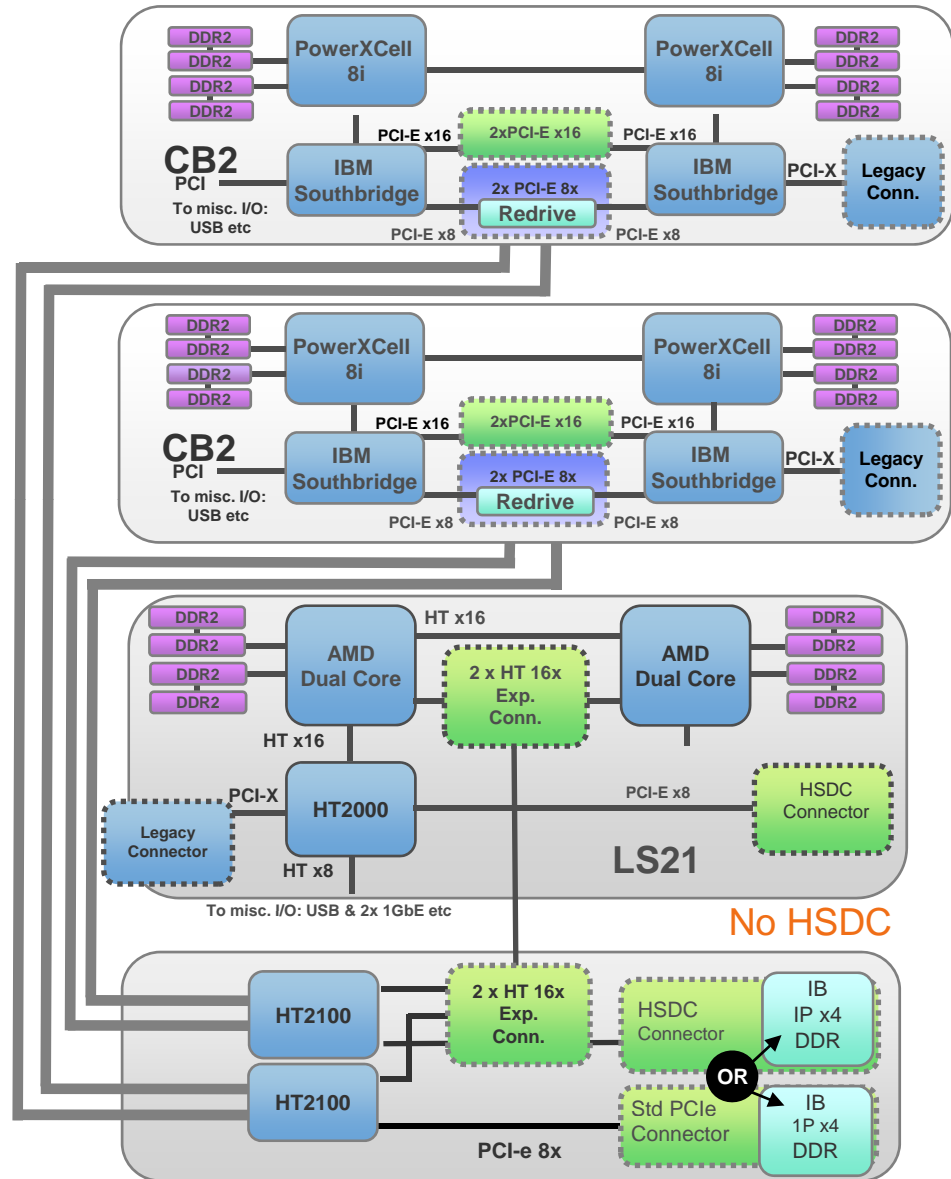 DDR2
DDR2
DDR2
DDR2
PowerXCell
8i
PowerXCell
8i
DDR2
DDR2
DDR2
DDR2
PCI-E x16
2xPCI-E x16
PCI-E x16
CB2
PCI
To misc. I/O:
USB etc
IBM
Southbridge
2x PCI-E 8x
Redrive
PCI-E x8
PCI-E x8
IBM
Southbridge
PCI-X
Legacy
Conn.
DDR2
DDR2
DDR2
DDR2
PowerXCell
8i
PowerXCell
8i
DDR2
DDR2
DDR2
DDR2
PCI-E x16
2xPCI-E x16
PCI-E x16
CB2
PCI
To misc. I/O:
USB etc
IBM
Southbridge
2x PCI-E 8x
Redrive
PCI-E x8
PCI-E x8
IBM
Southbridge
PCI-X
Legacy
Conn.
DDR2
DDR2
DDR2
DDR2
AMD
Dual Core
HT x16
2 x HT 16x
Exp.
Conn.
AMD
Dual Core
DDR2
DDR2
DDR2
DDR2
HT x16
PCI-X
HT2000
PCI-E x8
HSDC
Connector
Legacy
Connector
HT x8
LS21
To misc. I/O: USB & 2x 1GbE etc
No HSDC
HT2100
2 x HT 16x
Exp.
Conn.
HSDC
Connector
IB
IP x4
DDR
OR
HT2100
PCI-e 8x
Std PCIe
Connector
IB
1P x4
DDR